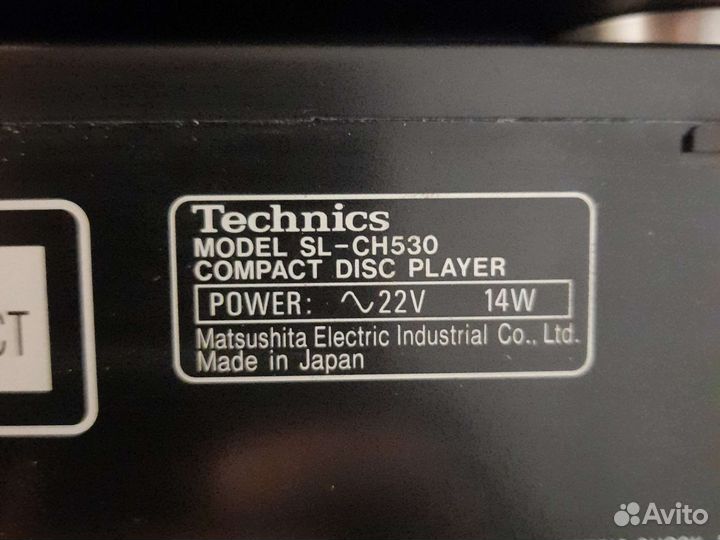 Technics
MODEL SL-CH530
COMPACT DISC PLAYER
POWER: ∿22V 14W
Matsushita Electric Industrial Co., Ltd.
Made in Japan
CT
Avito